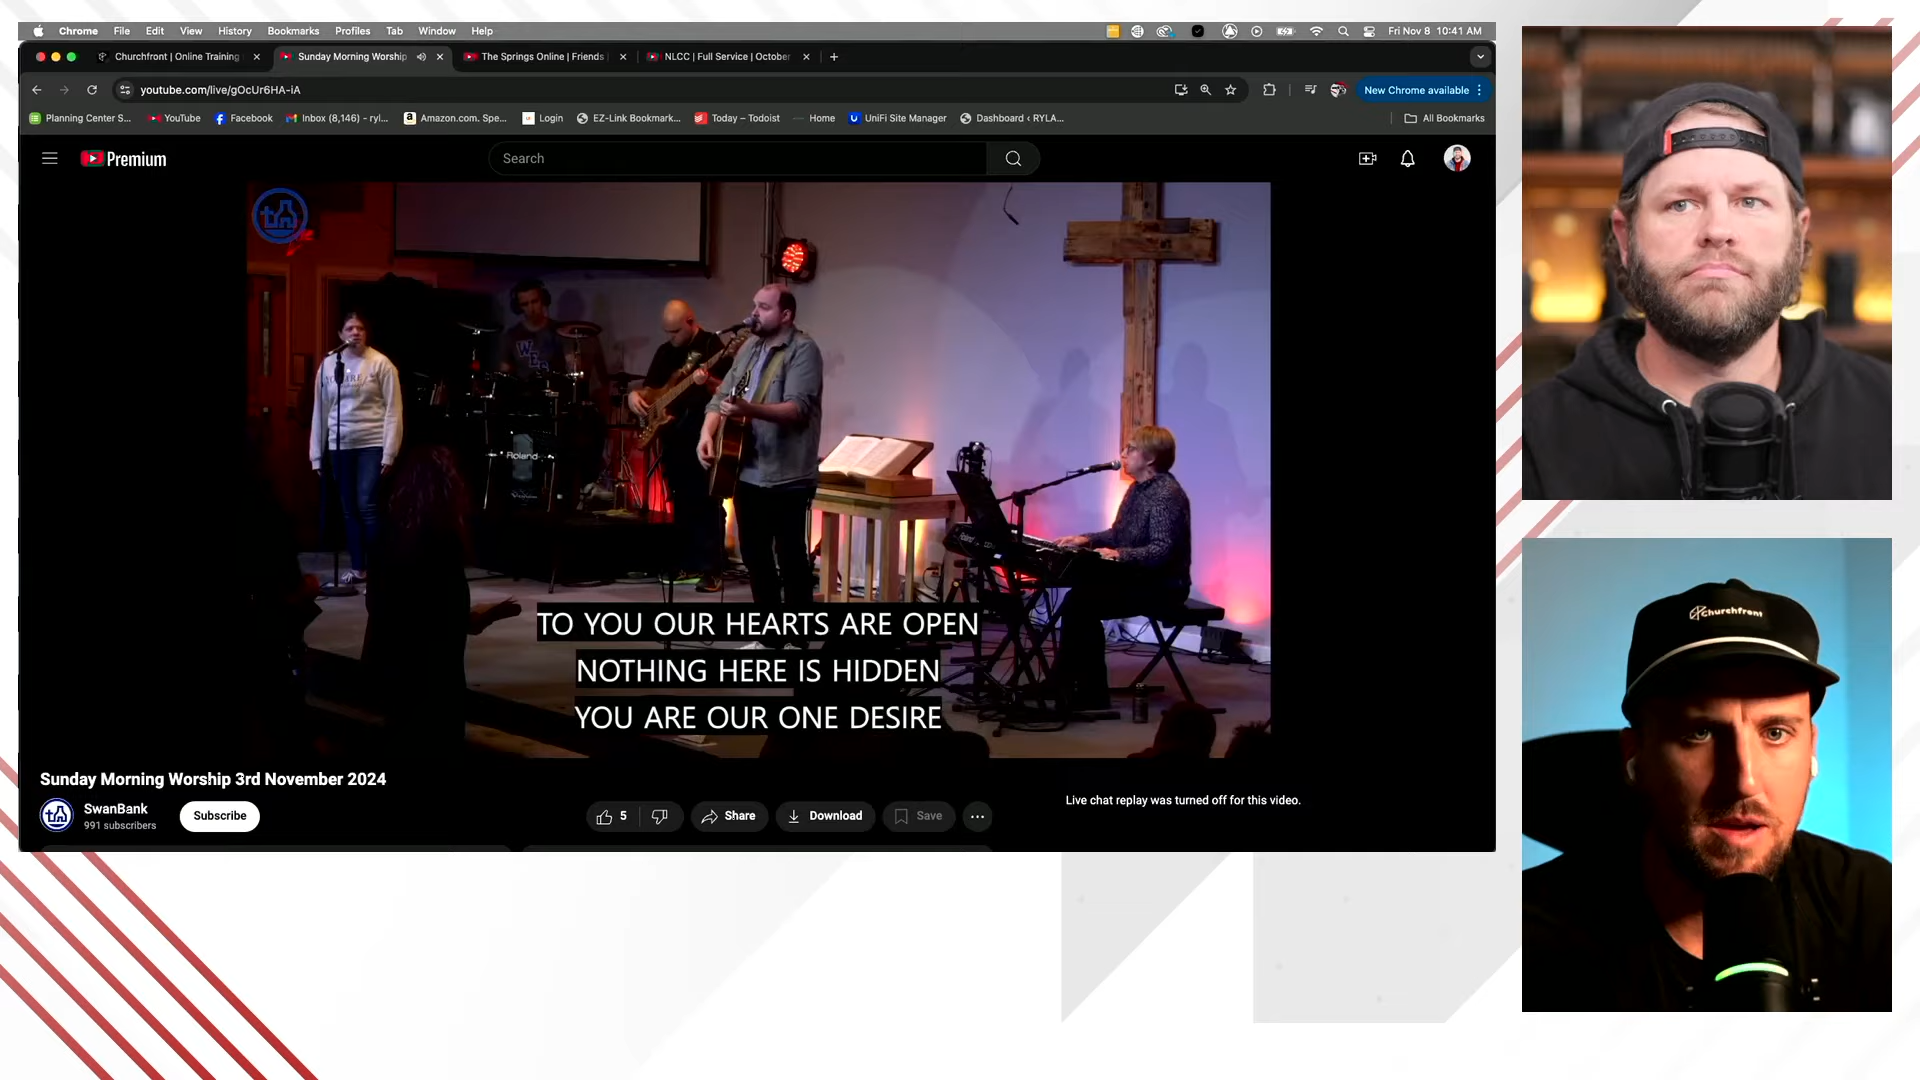 Chrome File Edit View History Bookmarks Profiles Tab Window Help Fri Nov 8 10:41 AM
Churchfront | Online Training Sunday Morning Worship The Springs Online | Friends NLCC | Full Service | October
youtube.com/live/gOcUr6HA-iA New Chrome available
Planning Center S... YouTube Facebook Inbox (8,146) – ryl... Amazon.com. Spe... Login EZ-Link Bookmark... Today – Todoist Home UniFi Site Manager Dashboard ‹ RYLA... All Bookmarks
Premium Search
Roland
TO YOU OUR HEARTS ARE OPEN
NOTHING HERE IS HIDDEN
YOU ARE OUR ONE DESIRE
Sunday Morning Worship 3rd November 2024
SwanBank
991 subscribers
Subscribe
5 Share Download Save
Live chat replay was turned off for this video.
Churchfront